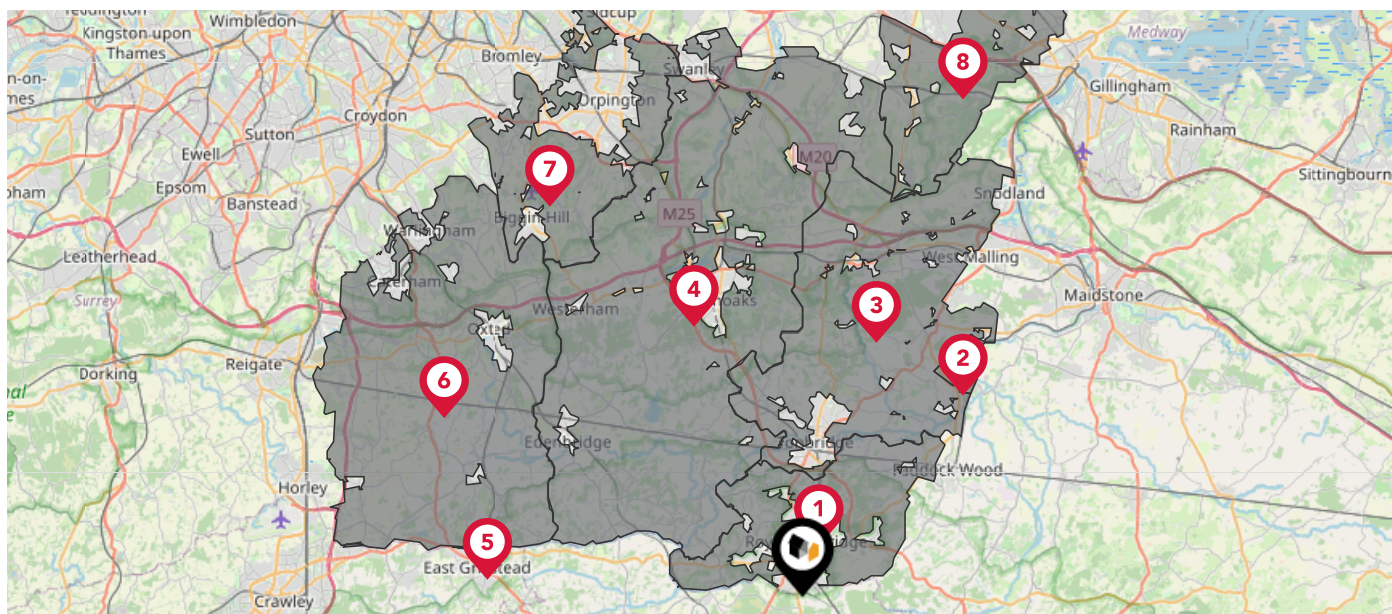 Wimbledon
Kingston upon
Thames
Bromley
Swanley
Medway
Gillingham
Orpington
Croydon
Sutton
Rainham
Ewell
M20
Epsom
Sittingbourn
Banstead
Snodland
M25
Biggin Hill
Warlingham
Leatherhead
West Malling
Surrey
Maidstone
Westerham
Oxted
Reigate
Dorking
Edenbridge
Paddock Wood
Horley
East Grinstead
Crawley
8
7
4
3
2
6
1
5